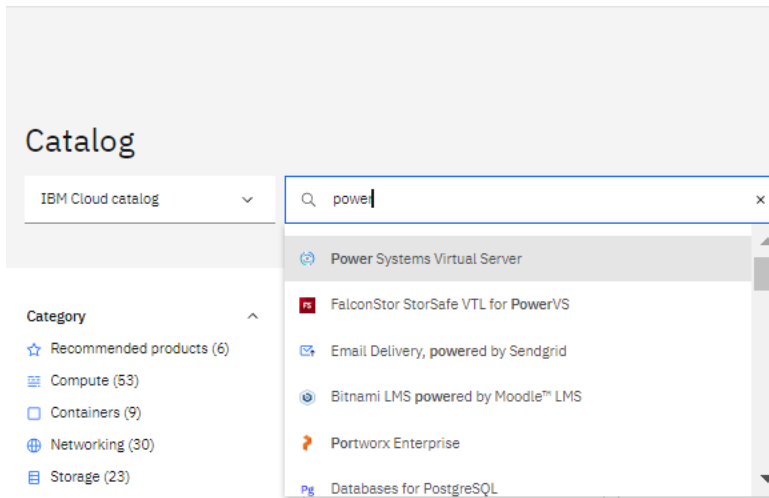 Catalog
IBM Cloud catalog
power
Power Systems Virtual Server
FS
FalconStor StorSafe VTL for PowerVS
Category
Email Delivery, powered by Sendgrid
Recommended products (6)
Compute (53)
Bitnami LMS powered by Moodle™ LMS
Containers (9)
Networking (30)
Portworx Enterprise
Storage (23)
Pg
Databases for PostgreSQL